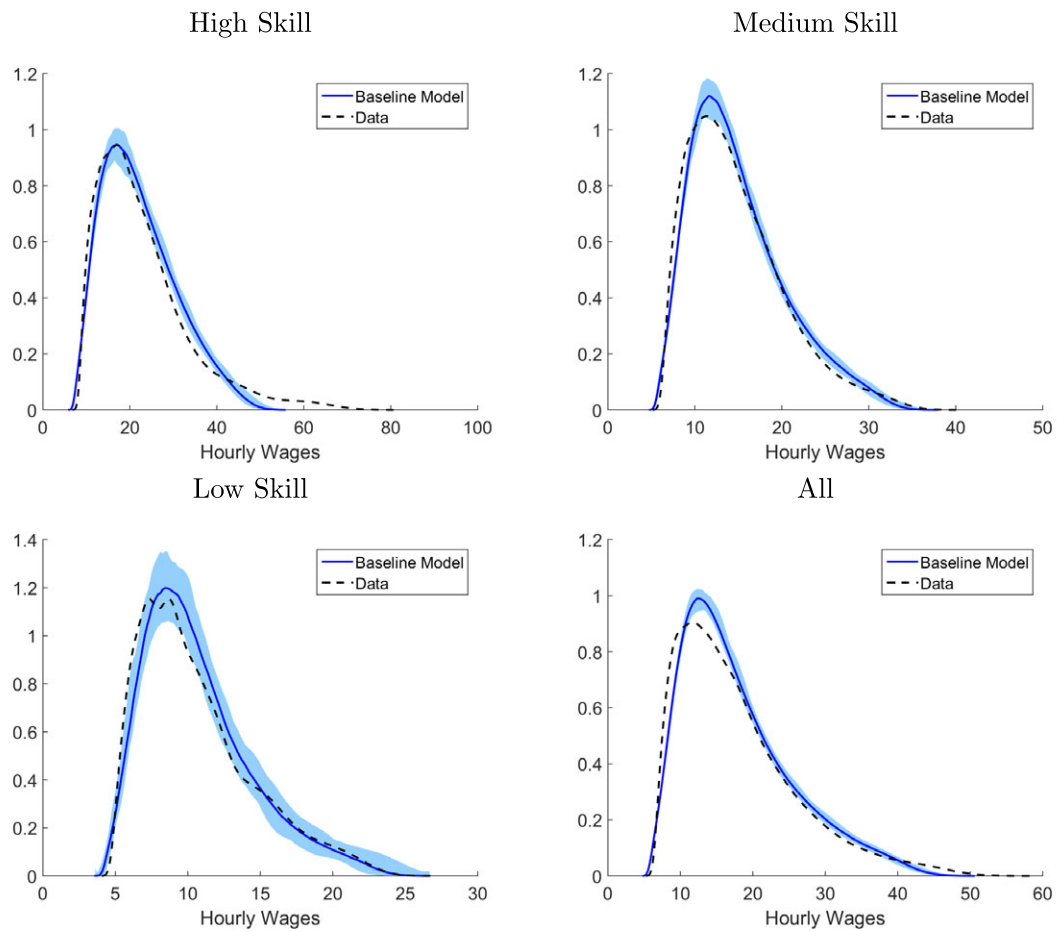 High Skill
1.2
1
0.8
0.6
0.4
0.2
0
0 20 40 60 80 100
Hourly Wages
Baseline Model
Data
Medium Skill
1.2
1
0.8
0.6
0.4
0.2
0
0 10 20 30 40 50
Hourly Wages
Baseline Model
Data
Low Skill
1.4
1.2
1
0.8
0.6
0.4
0.2
0
0 5 10 15 20 25 30
Hourly Wages
Baseline Model
Data
All
1.2
1
0.8
0.6
0.4
0.2
0
0 10 20 30 40 50 60
Hourly Wages
Baseline Model
Data